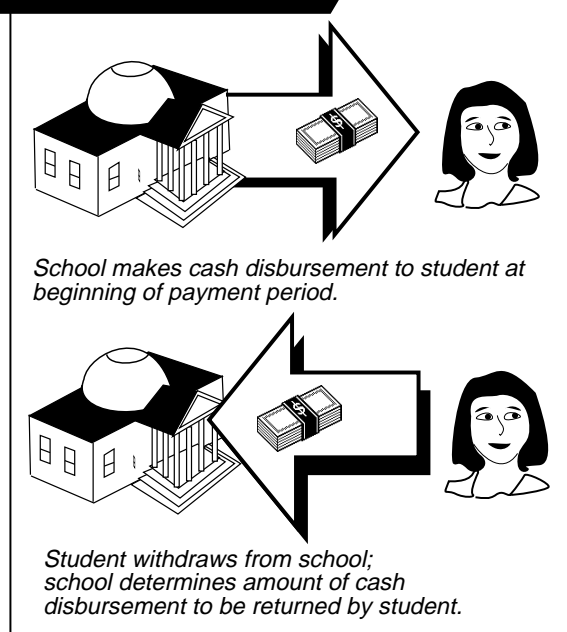 School makes cash disbursement to student at
beginning of payment period.
Student withdraws from school;
school determines amount of cash
disbursement to be returned by student.